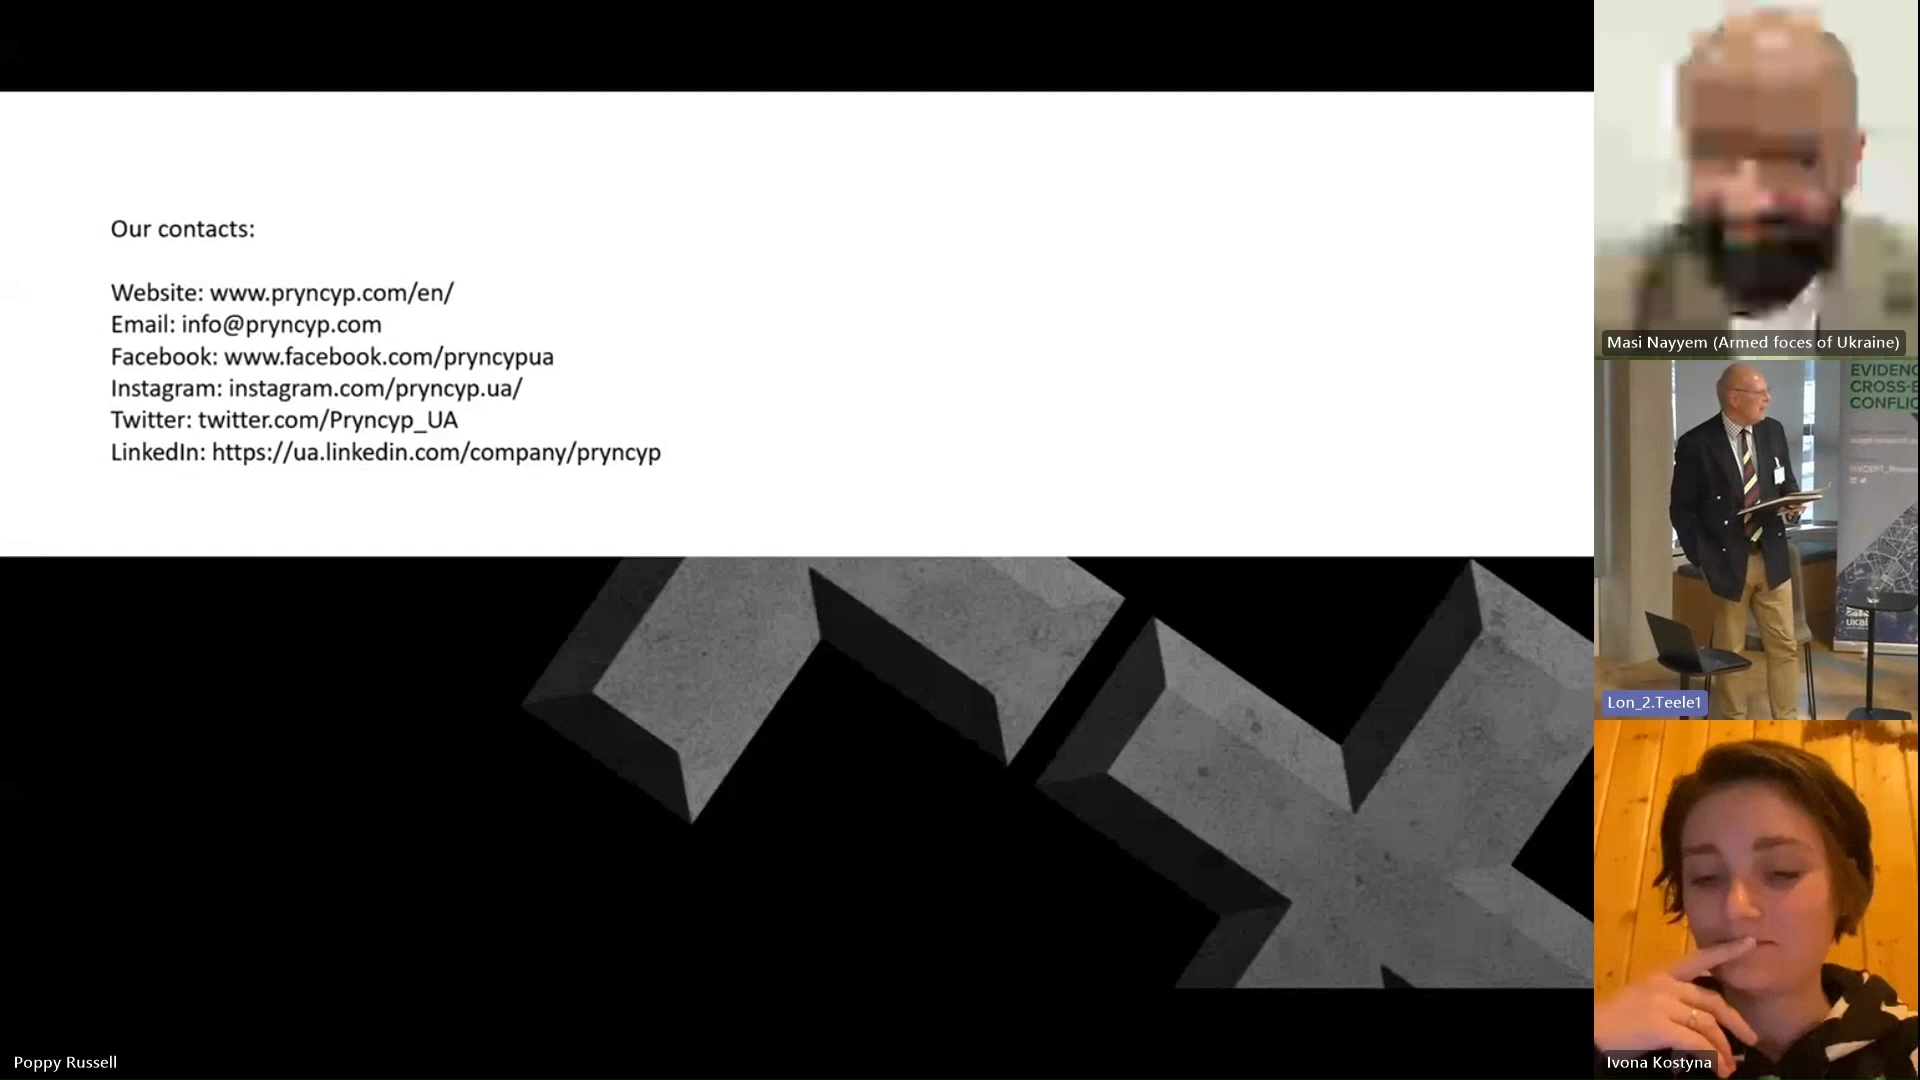 Our contacts:
Website: www.pryncyp.com/en/
Email: info@pryncyp.com
Facebook: www.facebook.com/pryncypua
Instagram: instagram.com/pryncyp.ua/
Twitter: twitter.com/Pryncyp_UA
LinkedIn: https://ua.linkedin.com/company/pryncyp
Poppy Russell
Masi Nayyem (Armed foces of Ukraine)
EVIDENC
CROSS-B
CONFLIC
Lon_2.Teele1
Ivona Kostyna